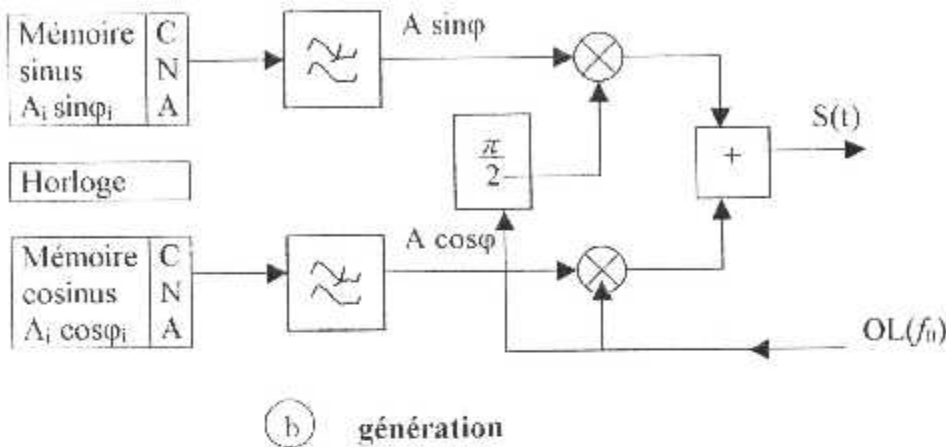 Mémoire C
sinus N
Aᵢ sinφᵢ A
A sinφ
π
2
+
S(t)
Horloge
Mémoire C
cosinus N
Aᵢ cosφᵢ A
A cosφ
OL(f₀)
b génération